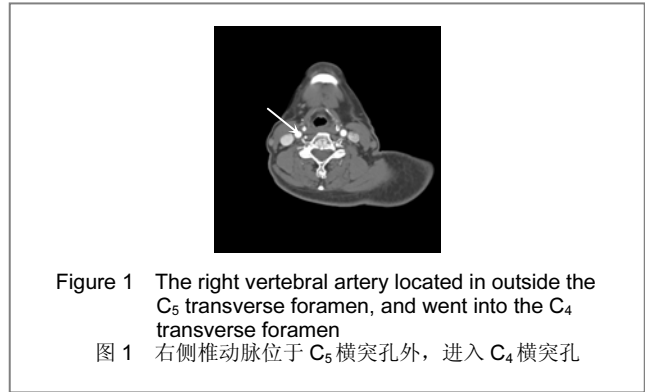 Figure 1 The right vertebral artery located in outside the
C₅ transverse foramen, and went into the C₄
transverse foramen
图 1 右侧椎动脉位于 C₅ 横突孔外，进入 C₄ 横突孔